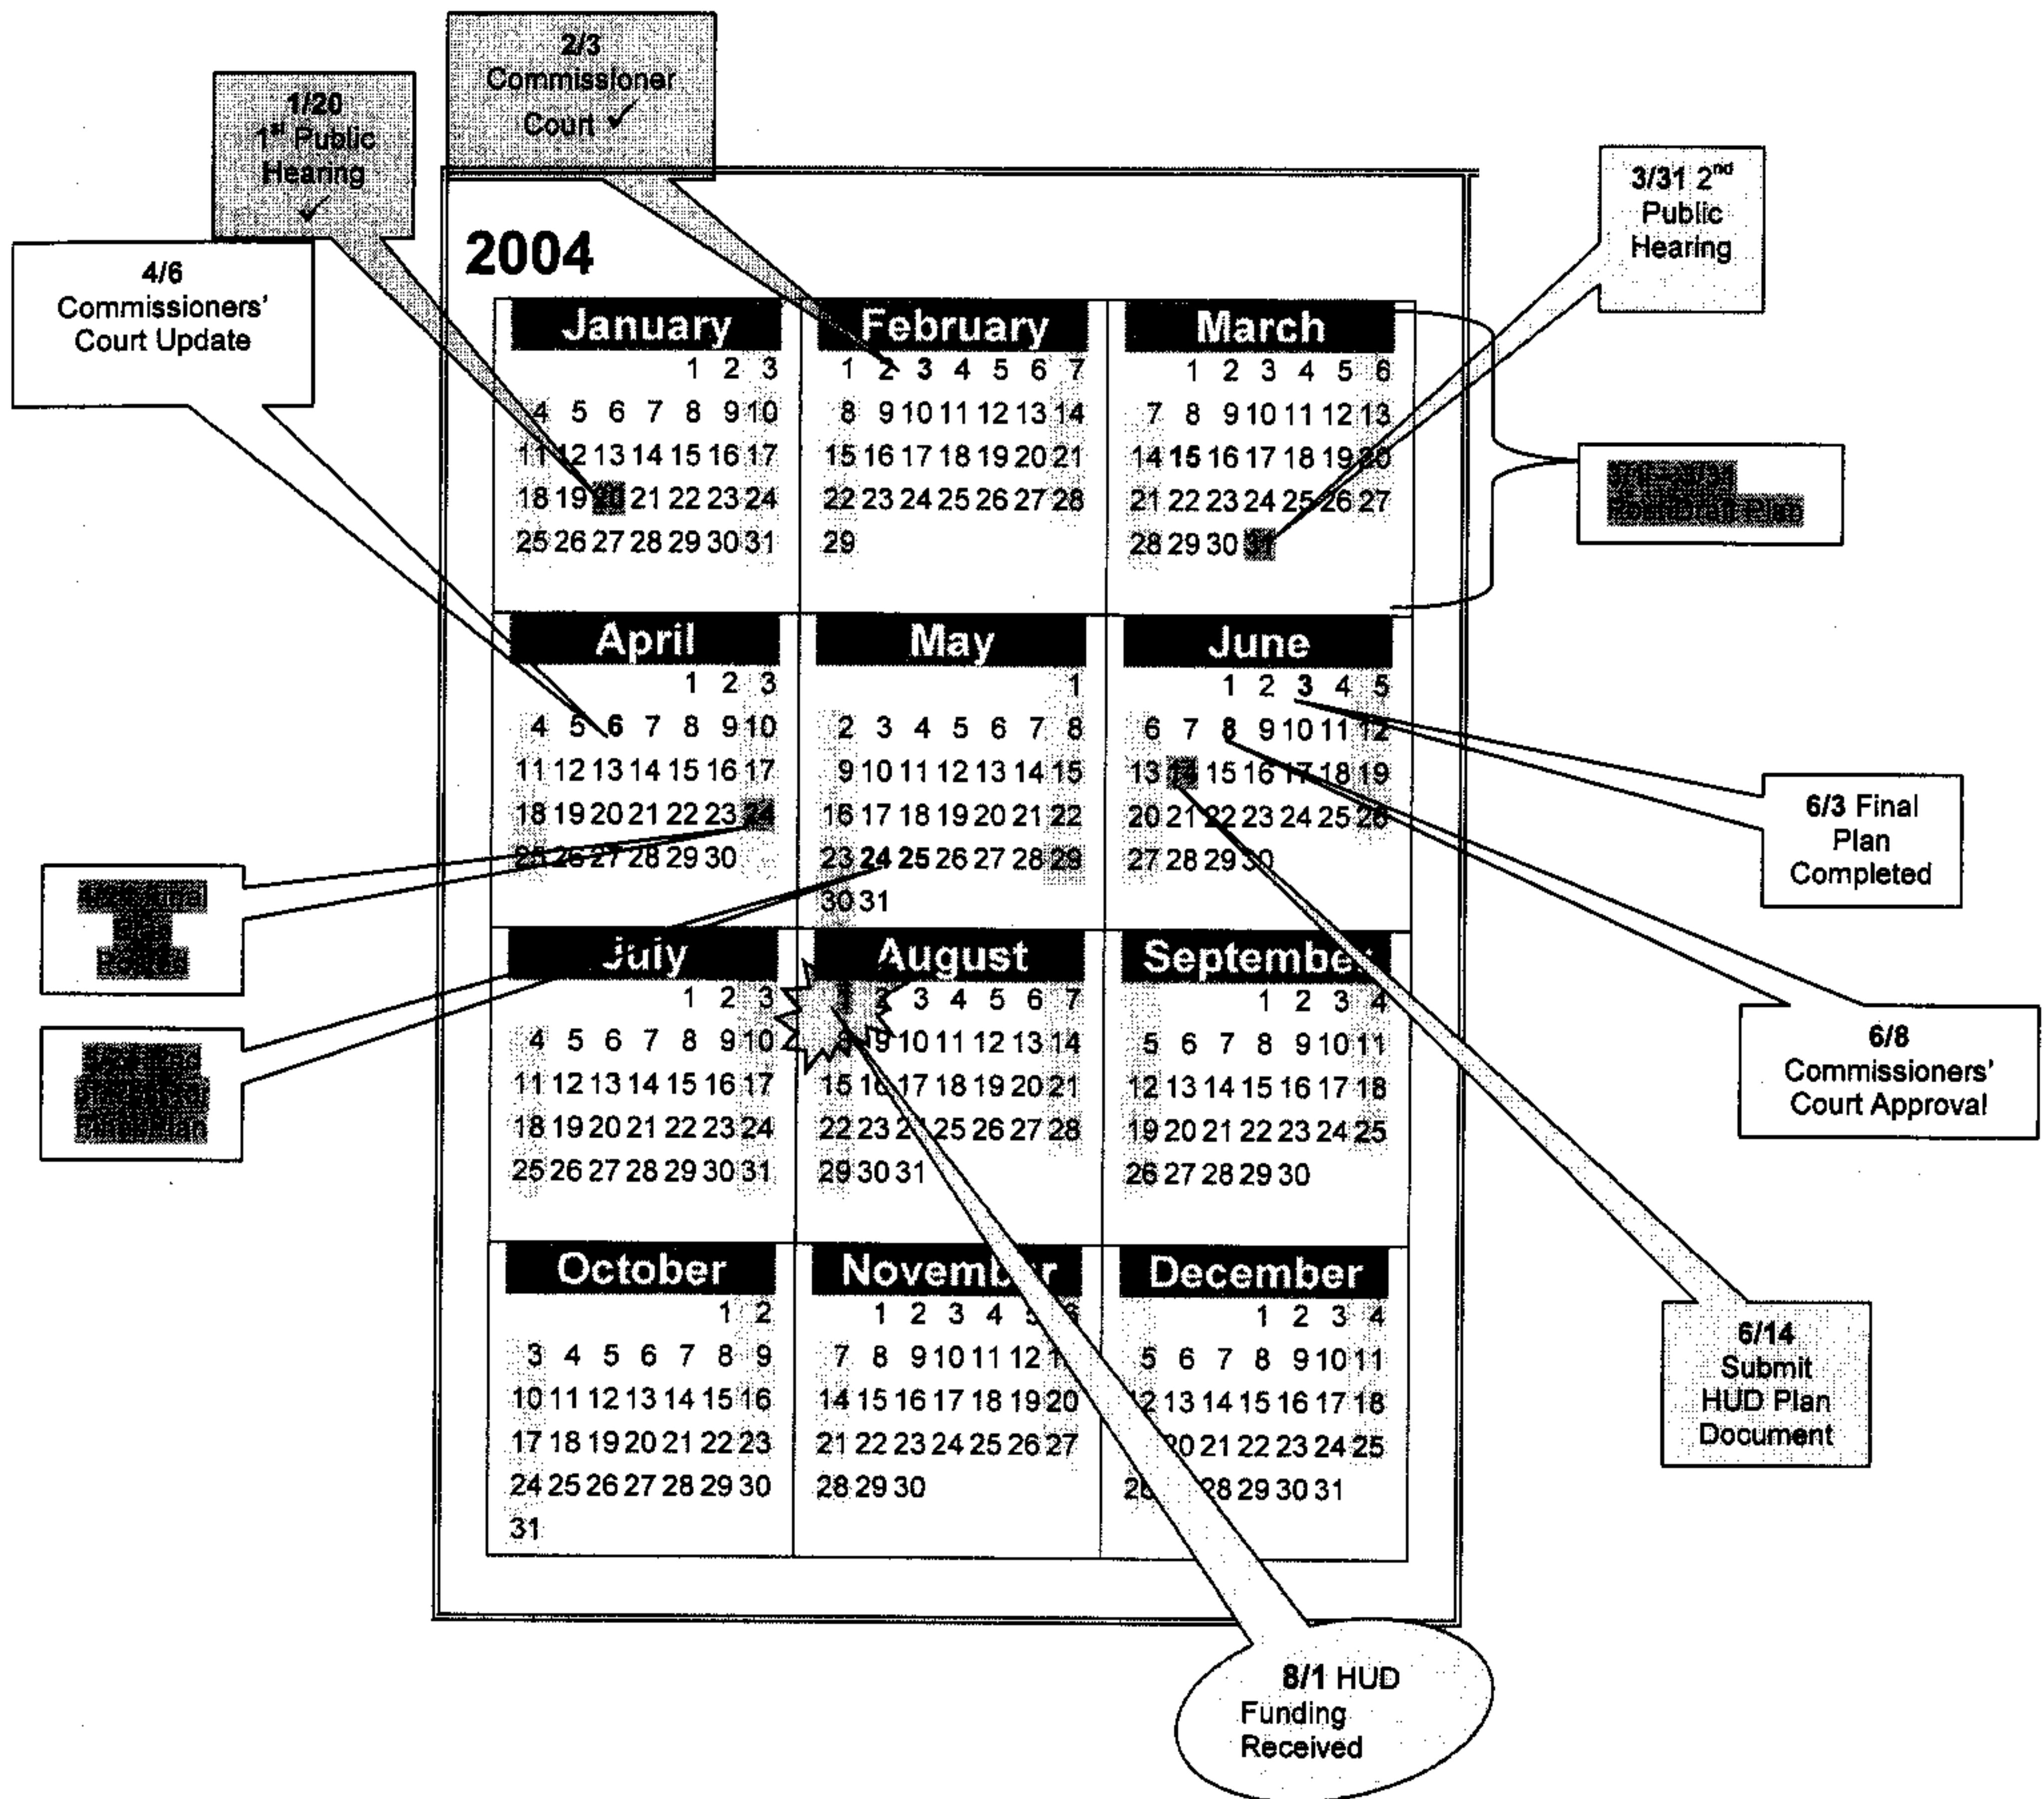 2/3
Commissioner
Court ✓
1/20
1st Public
Hearing
✓
3/31 2nd
Public
Hearing
4/6
Commissioners'
Court Update
2004
January
1 2 3
4 5 6 7 8 9 10
11 12 13 14 15 16 17
18 19 20 21 22 23 24
25 26 27 28 29 30 31
February
1 2 3 4 5 6 7
8 9 10 11 12 13 14
15 16 17 18 19 20 21
22 23 24 25 26 27 28
29
March
1 2 3 4 5 6
7 8 9 10 11 12 13
14 15 16 17 18 19 20
21 22 23 24 25 26 27
28 29 30 31
Draft Plan
April
1 2 3
4 5 6 7 8 9 10
11 12 13 14 15 16 17
18 19 20 21 22 23 24
25 26 27 28 29 30
May
1
2 3 4 5 6 7 8
9 10 11 12 13 14 15
16 17 18 19 20 21 22
23 24 25 26 27 28 29
30 31
June
1 2 3 4 5
6 7 8 9 10 11 12
13 14 15 16 17 18 19
20 21 22 23 24 25 26
27 28 29 30
6/3 Final
Plan
Completed
Final
Final Plan
July
1 2 3
4 5 6 7 8 9 10
11 12 13 14 15 16 17
18 19 20 21 22 23 24
25 26 27 28 29 30 31
August
1 2 3 4 5 6 7
8 9 10 11 12 13 14
15 16 17 18 19 20 21
22 23 24 25 26 27 28
29 30 31
September
1 2 3 4
5 6 7 8 9 10 11
12 13 14 15 16 17 18
19 20 21 22 23 24 25
26 27 28 29 30
6/8
Commissioners'
Court Approval
October
1 2
3 4 5 6 7 8 9
10 11 12 13 14 15 16
17 18 19 20 21 22 23
24 25 26 27 28 29 30
31
November
1 2 3 4 5 6
7 8 9 10 11 12 13
14 15 16 17 18 19 20
21 22 23 24 25 26 27
28 29 30
December
1 2 3 4
5 6 7 8 9 10 11
12 13 14 15 16 17 18
20 21 22 23 24 25
26 28 29 30 31
6/14
Submit
HUD Plan
Document
8/1 HUD
Funding
Received